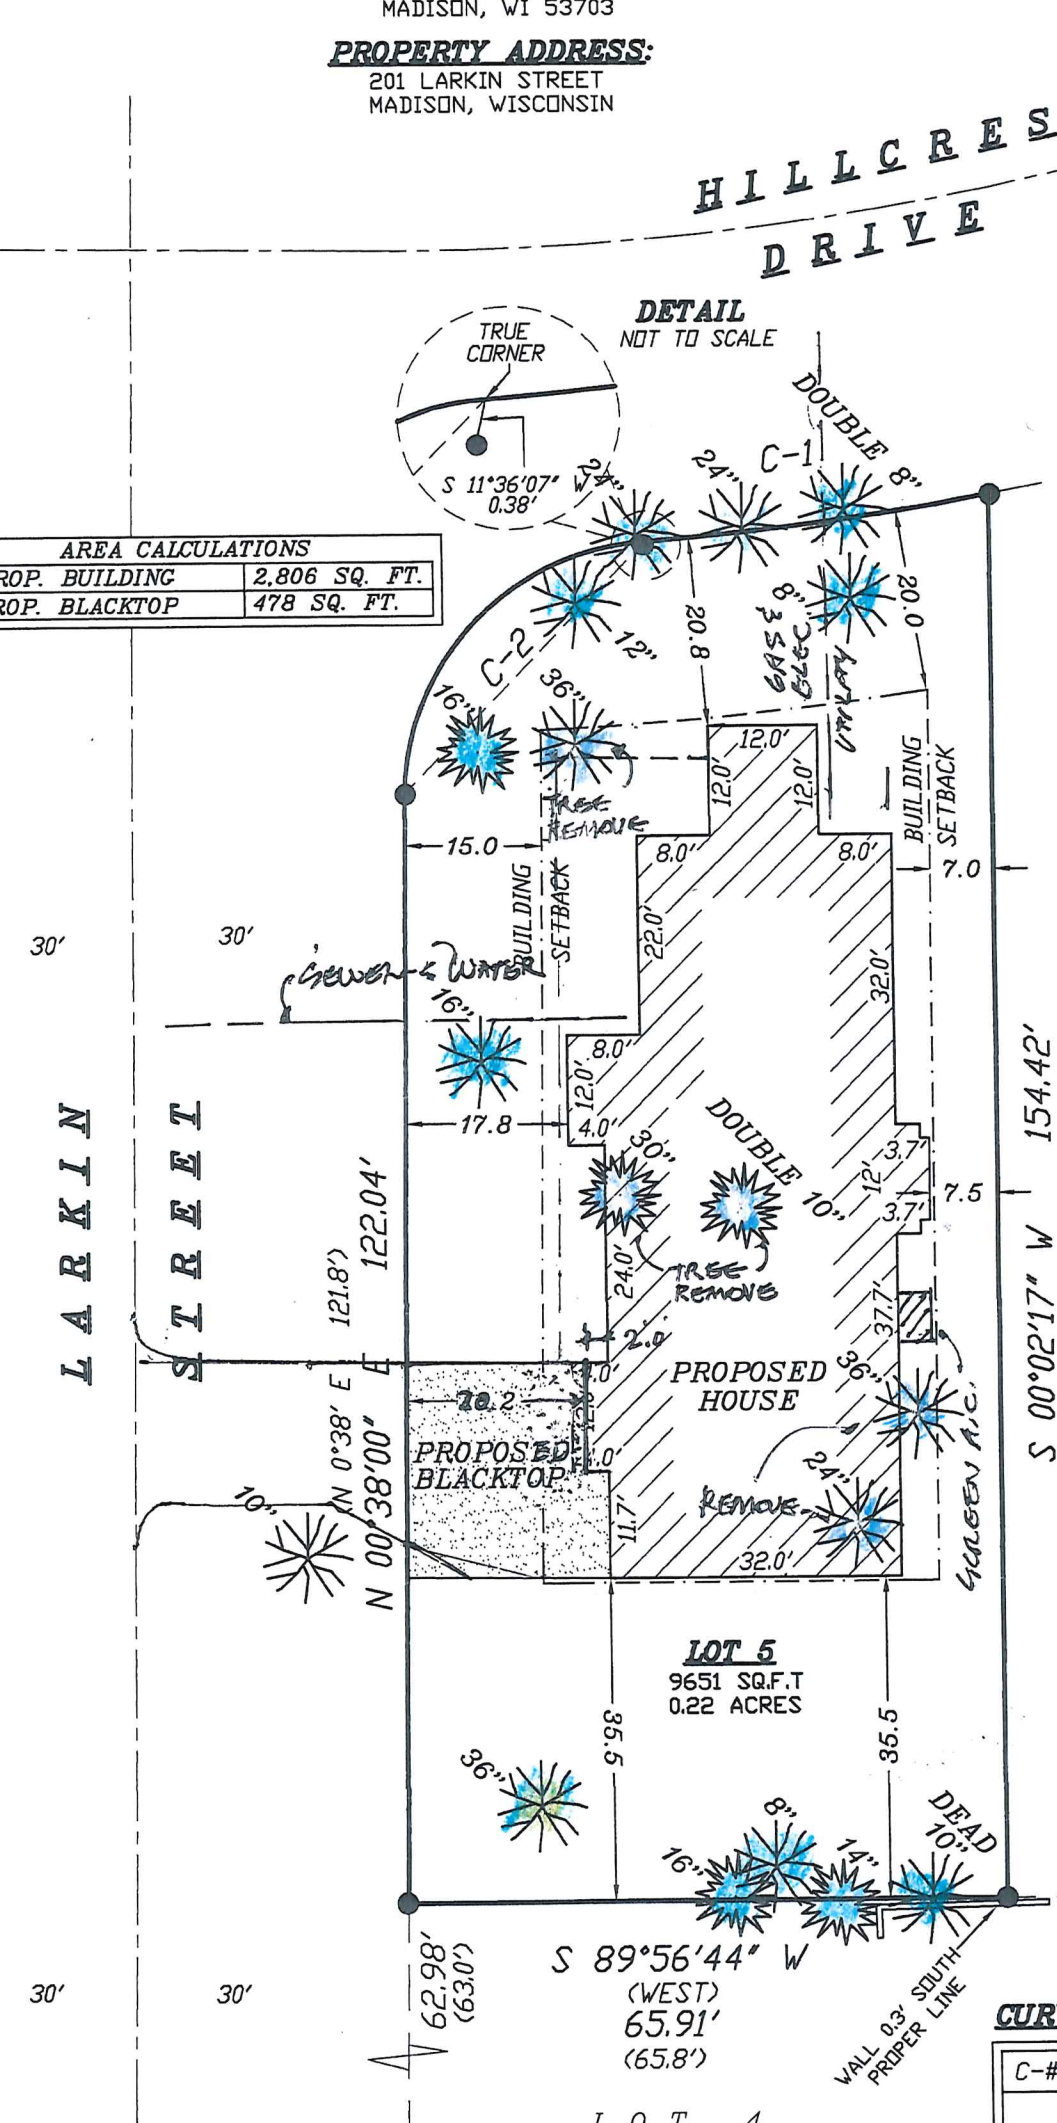 MADISON, WI 53703
PROPERTY ADDRESS:
201 LARKIN STREET
MADISON, WISCONSIN
HILLCRES
DRIVE
DETAIL
NOT TO SCALE
TRUE
CORNER
S 11°36'07" W
0.38'
24"
24"
C-1
DOUBLE 8"
AREA CALCULATIONS
ROP. BUILDING 2,806 SQ. FT.
ROP. BLACKTOP 478 SQ. FT.
C-2
12"
20.8
8"
GAS &
ELEC
20.0
16"
36"
TREE
REMOVE
12.0'
12.0'
12.0'
BUILDING
SETBACK
15.0
8.0'
8.0'
7.0
BUILDING
SETBACK
22.0'
32.0'
30'
30'
SEWER & WATER
16"
8.0'
12.0'
4.0'
17.8
LARKIN
STREET
DOUBLE 10"
30"
3.7'
12'
3.7'
7.5
S 00°02'17" W 154.42'
N 00°38'00" E 122.04'
(N 0°38' E 121.8')
24.0'
TREE
REMOVE
37.7'
2.0
PROPOSED
HOUSE
36"
SCREEN A.C.
.0'
20.2
PROPOSED
BLACKTOP
.0'
11.7'
REMOVE
24"
32.0'
10"
LOT 5
9651 SQ.F.T
0.22 ACRES
35.5
35.5
36"
8"
16"
14"
DEAD
10"
S 89°56'44" W
(WEST)
65.91'
(65.8')
62.98'
(63.0')
30'
30'
WALL 0.3' SOUTH
PROPER LINE
CUR
C-#
LOT 4